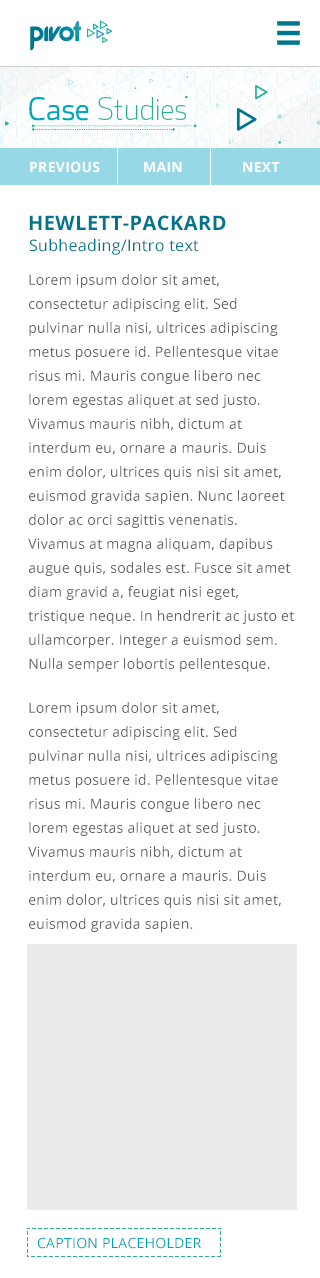 pivot
Case Studies
PREVIOUS MAIN NEXT
HEWLETT-PACKARD
Subheading/Intro text
Lorem ipsum dolor sit amet,
consectetur adipiscing elit. Sed
pulvinar nulla nisi, ultrices adipiscing
metus posuere id. Pellentesque vitae
risus mi. Mauris congue libero nec
lorem egestas aliquet at sed justo.
Vivamus mauris nibh, dictum at
interdum eu, ornare a mauris. Duis
enim dolor, ultrices quis nisi sit amet,
euismod gravida sapien. Nunc laoreet
dolor ac orci sagittis venenatis.
Vivamus at magna aliquam, dapibus
augue quis, sodales est. Fusce sit amet
diam gravid a, feugiat nisi eget,
tristique neque. In hendrerit ac justo et
ullamcorper. Integer a euismod sem.
Nulla semper lobortis pellentesque.
Lorem ipsum dolor sit amet,
consectetur adipiscing elit. Sed
pulvinar nulla nisi, ultrices adipiscing
metus posuere id. Pellentesque vitae
risus mi. Mauris congue libero nec
lorem egestas aliquet at sed justo.
Vivamus mauris nibh, dictum at
interdum eu, ornare a mauris. Duis
enim dolor, ultrices quis nisi sit amet,
euismod gravida sapien.
CAPTION PLACEHOLDER